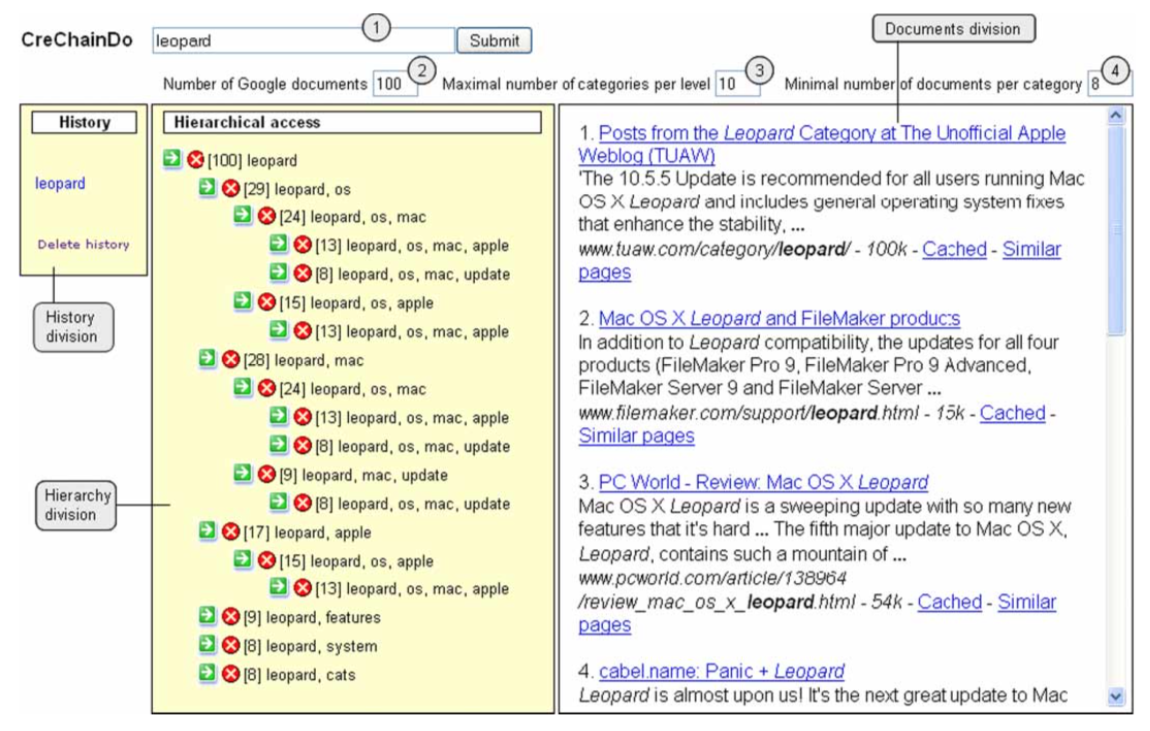 CreChainDo leopard 1 Submit Documents division
Number of Google documents 100 2 Maximal number of categories per level 10 3 Minimal number of documents per category 8 4
History
leopard
Delete history
History
division
Hierarchy
division
Hierarchical access
[100] leopard
[29] leopard, os
[24] leopard, os, mac
[13] leopard, os, mac, apple
[8] leopard, os, mac, update
[15] leopard, os, apple
[13] leopard, os, mac, apple
[28] leopard, mac
[24] leopard, os, mac
[13] leopard, os, mac, apple
[8] leopard, os, mac, update
[9] leopard, mac, update
[8] leopard, os, mac, update
[17] leopard, apple
[15] leopard, os, apple
[13] leopard, os, mac, apple
[9] leopard, features
[8] leopard, system
[8] leopard, cats
1. Posts from the Leopard Category at The Unofficial Apple
Weblog (TUAW)
'The 10.5.5 Update is recommended for all users running Mac
OS X Leopard and includes general operating system fixes
that enhance the stability, ...
www.tuaw.com/category/leopard/ - 100k - Cached - Similar
pages
2. Mac OS X Leopard and FileMaker products
In addition to Leopard compatibility, the updates for all four
products (FileMaker Pro 9, FileMaker Pro 9 Advanced,
FileMaker Server 9 and FileMaker Server ...
www.filemaker.com/support/leopard.html - 15k - Cached -
Similar pages
3. PC World - Review: Mac OS X Leopard
Mac OS X Leopard is a sweeping update with so many new
features that it's hard ... The fifth major update to Mac OS X,
Leopard, contains such a mountain of ...
www.pcworld.com/article/138964
/review_mac_os_x_leopard.html - 54k - Cached - Similar
pages
4. cabel.name: Panic + Leopard
Leopard is almost upon us! It's the next great update to Mac